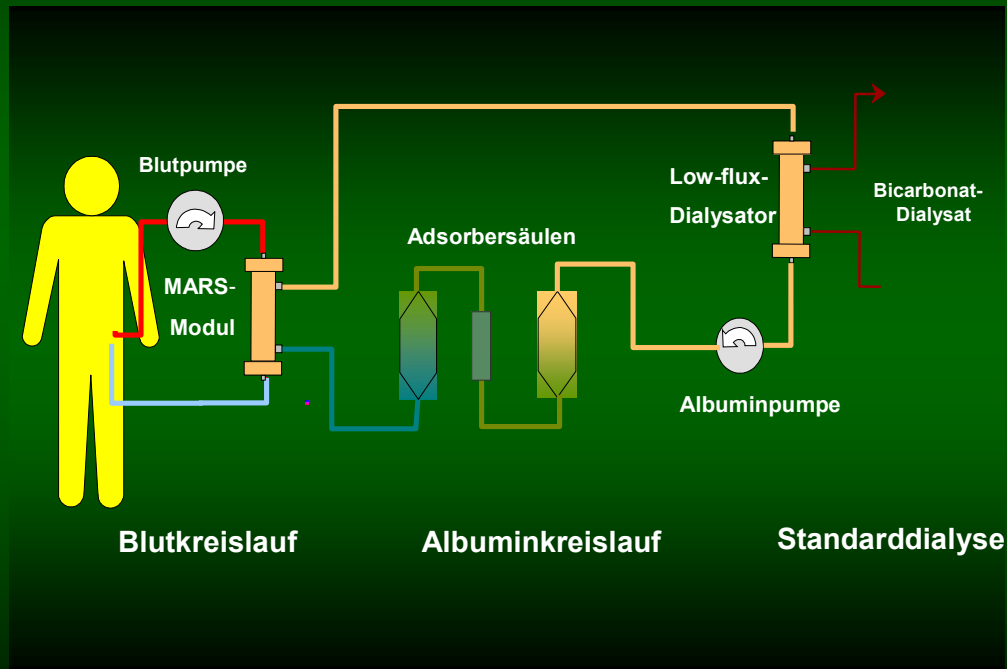 Blutpumpe
MARS-
Modul
Adsorbersäulen
Low-flux-
Dialysator
Bicarbonat-
Dialysat
Albuminpumpe
Blutkreislauf
Albuminkreislauf
Standarddialyse